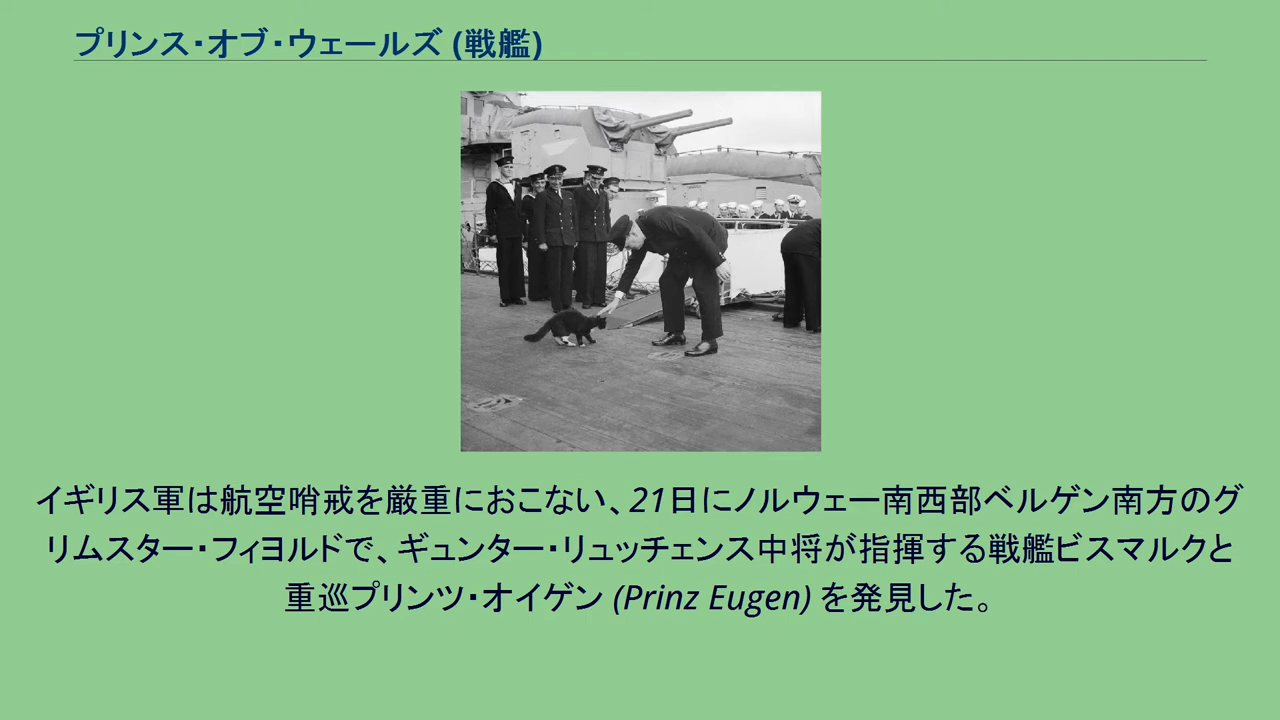 プリンス・オブ・ウェールズ (戦艦)
イギリス軍は航空哨戒を厳重におこない、21日にノルウェー南西部ベルゲン南方のグ
リムスター・フィヨルドで、ギュンター・リュッチェンス中将が指揮する戦艦ビスマルクと
重巡プリンツ・オイゲン (Prinz Eugen) を発見した。